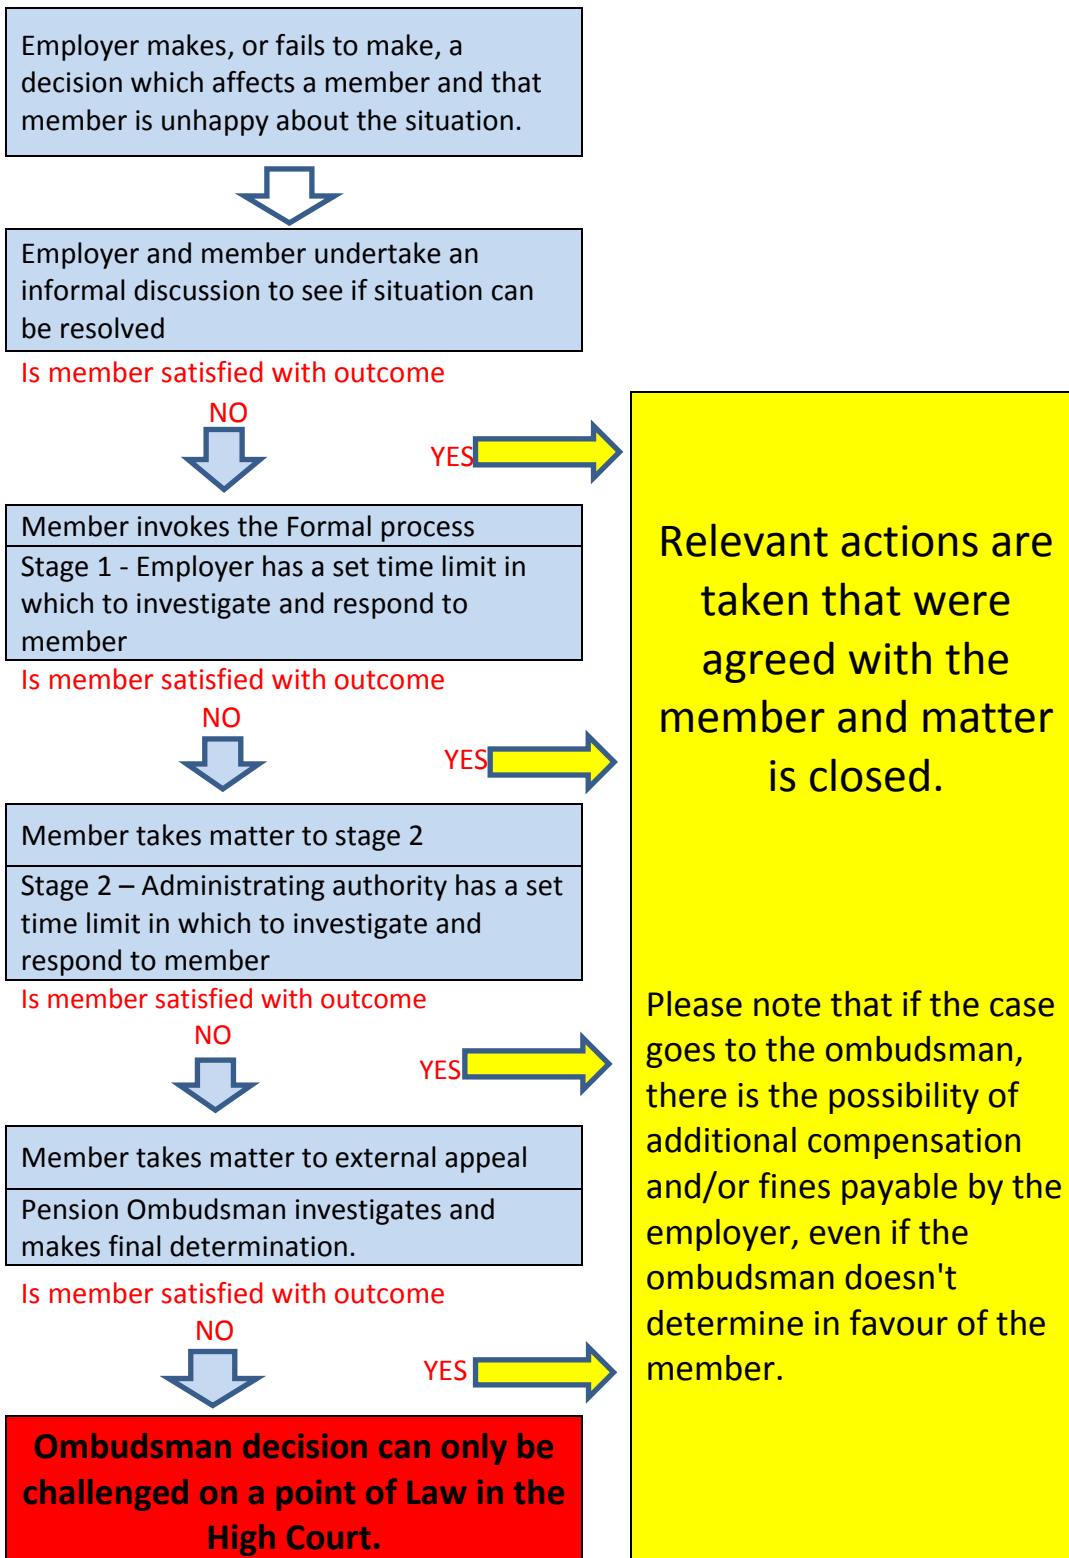 Employer makes, or fails to make, a
decision which affects a member and that
member is unhappy about the situation.
Employer and member undertake an
informal discussion to see if situation can
be resolved
Is member satisfied with outcome
NO
YES
Member invokes the Formal process
Stage 1 - Employer has a set time limit in
which to investigate and respond to
member
Is member satisfied with outcome
NO
YES
Member takes matter to stage 2
Stage 2 – Administrating authority has a set
time limit in which to investigate and
respond to member
Is member satisfied with outcome
NO
YES
Member takes matter to external appeal
Pension Ombudsman investigates and
makes final determination.
Is member satisfied with outcome
NO
YES
Ombudsman decision can only be
challenged on a point of Law in the
High Court.
Relevant actions are
taken that were
agreed with the
member and matter
is closed.
Please note that if the case
goes to the ombudsman,
there is the possibility of
additional compensation
and/or fines payable by the
employer, even if the
ombudsman doesn't
determine in favour of the
member.